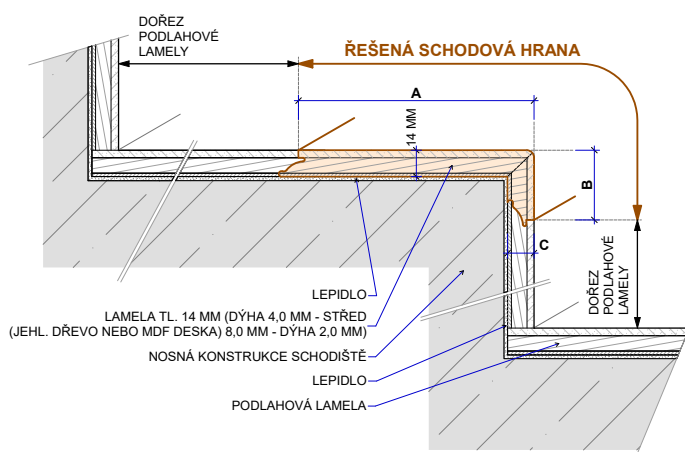 DOŘEZ
PODLAHOVÉ
LAMELY
ŘEŠENÁ SCHODOVÁ HRANA
A
14 MM
B
C
DOŘEZ
PODLAHOVÉ
LAMELY
LEPIDLO
LAMELA TL. 14 MM (DÝHA 4,0 MM - STŘED
(JEHL. DŘEVO NEBO MDF DESKA) 8,0 MM - DÝHA 2,0 MM)
NOSNÁ KONSTRUKCE SCHODIŠTĚ
LEPIDLO
PODLAHOVÁ LAMELA